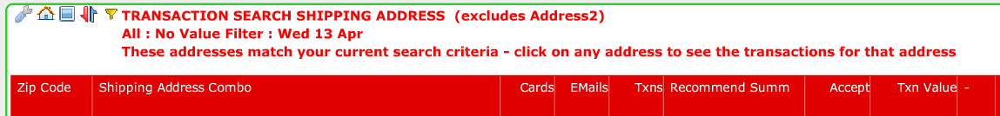 TRANSACTION SEARCH SHIPPING ADDRESS (excludes Address2)
All : No Value Filter : Wed 13 Apr
These addresses match your current search criteria - click on any address to see the transactions for that address
Zip Code Shipping Address Combo Cards EMails Txns Recommend Summ Accept Txn Value -